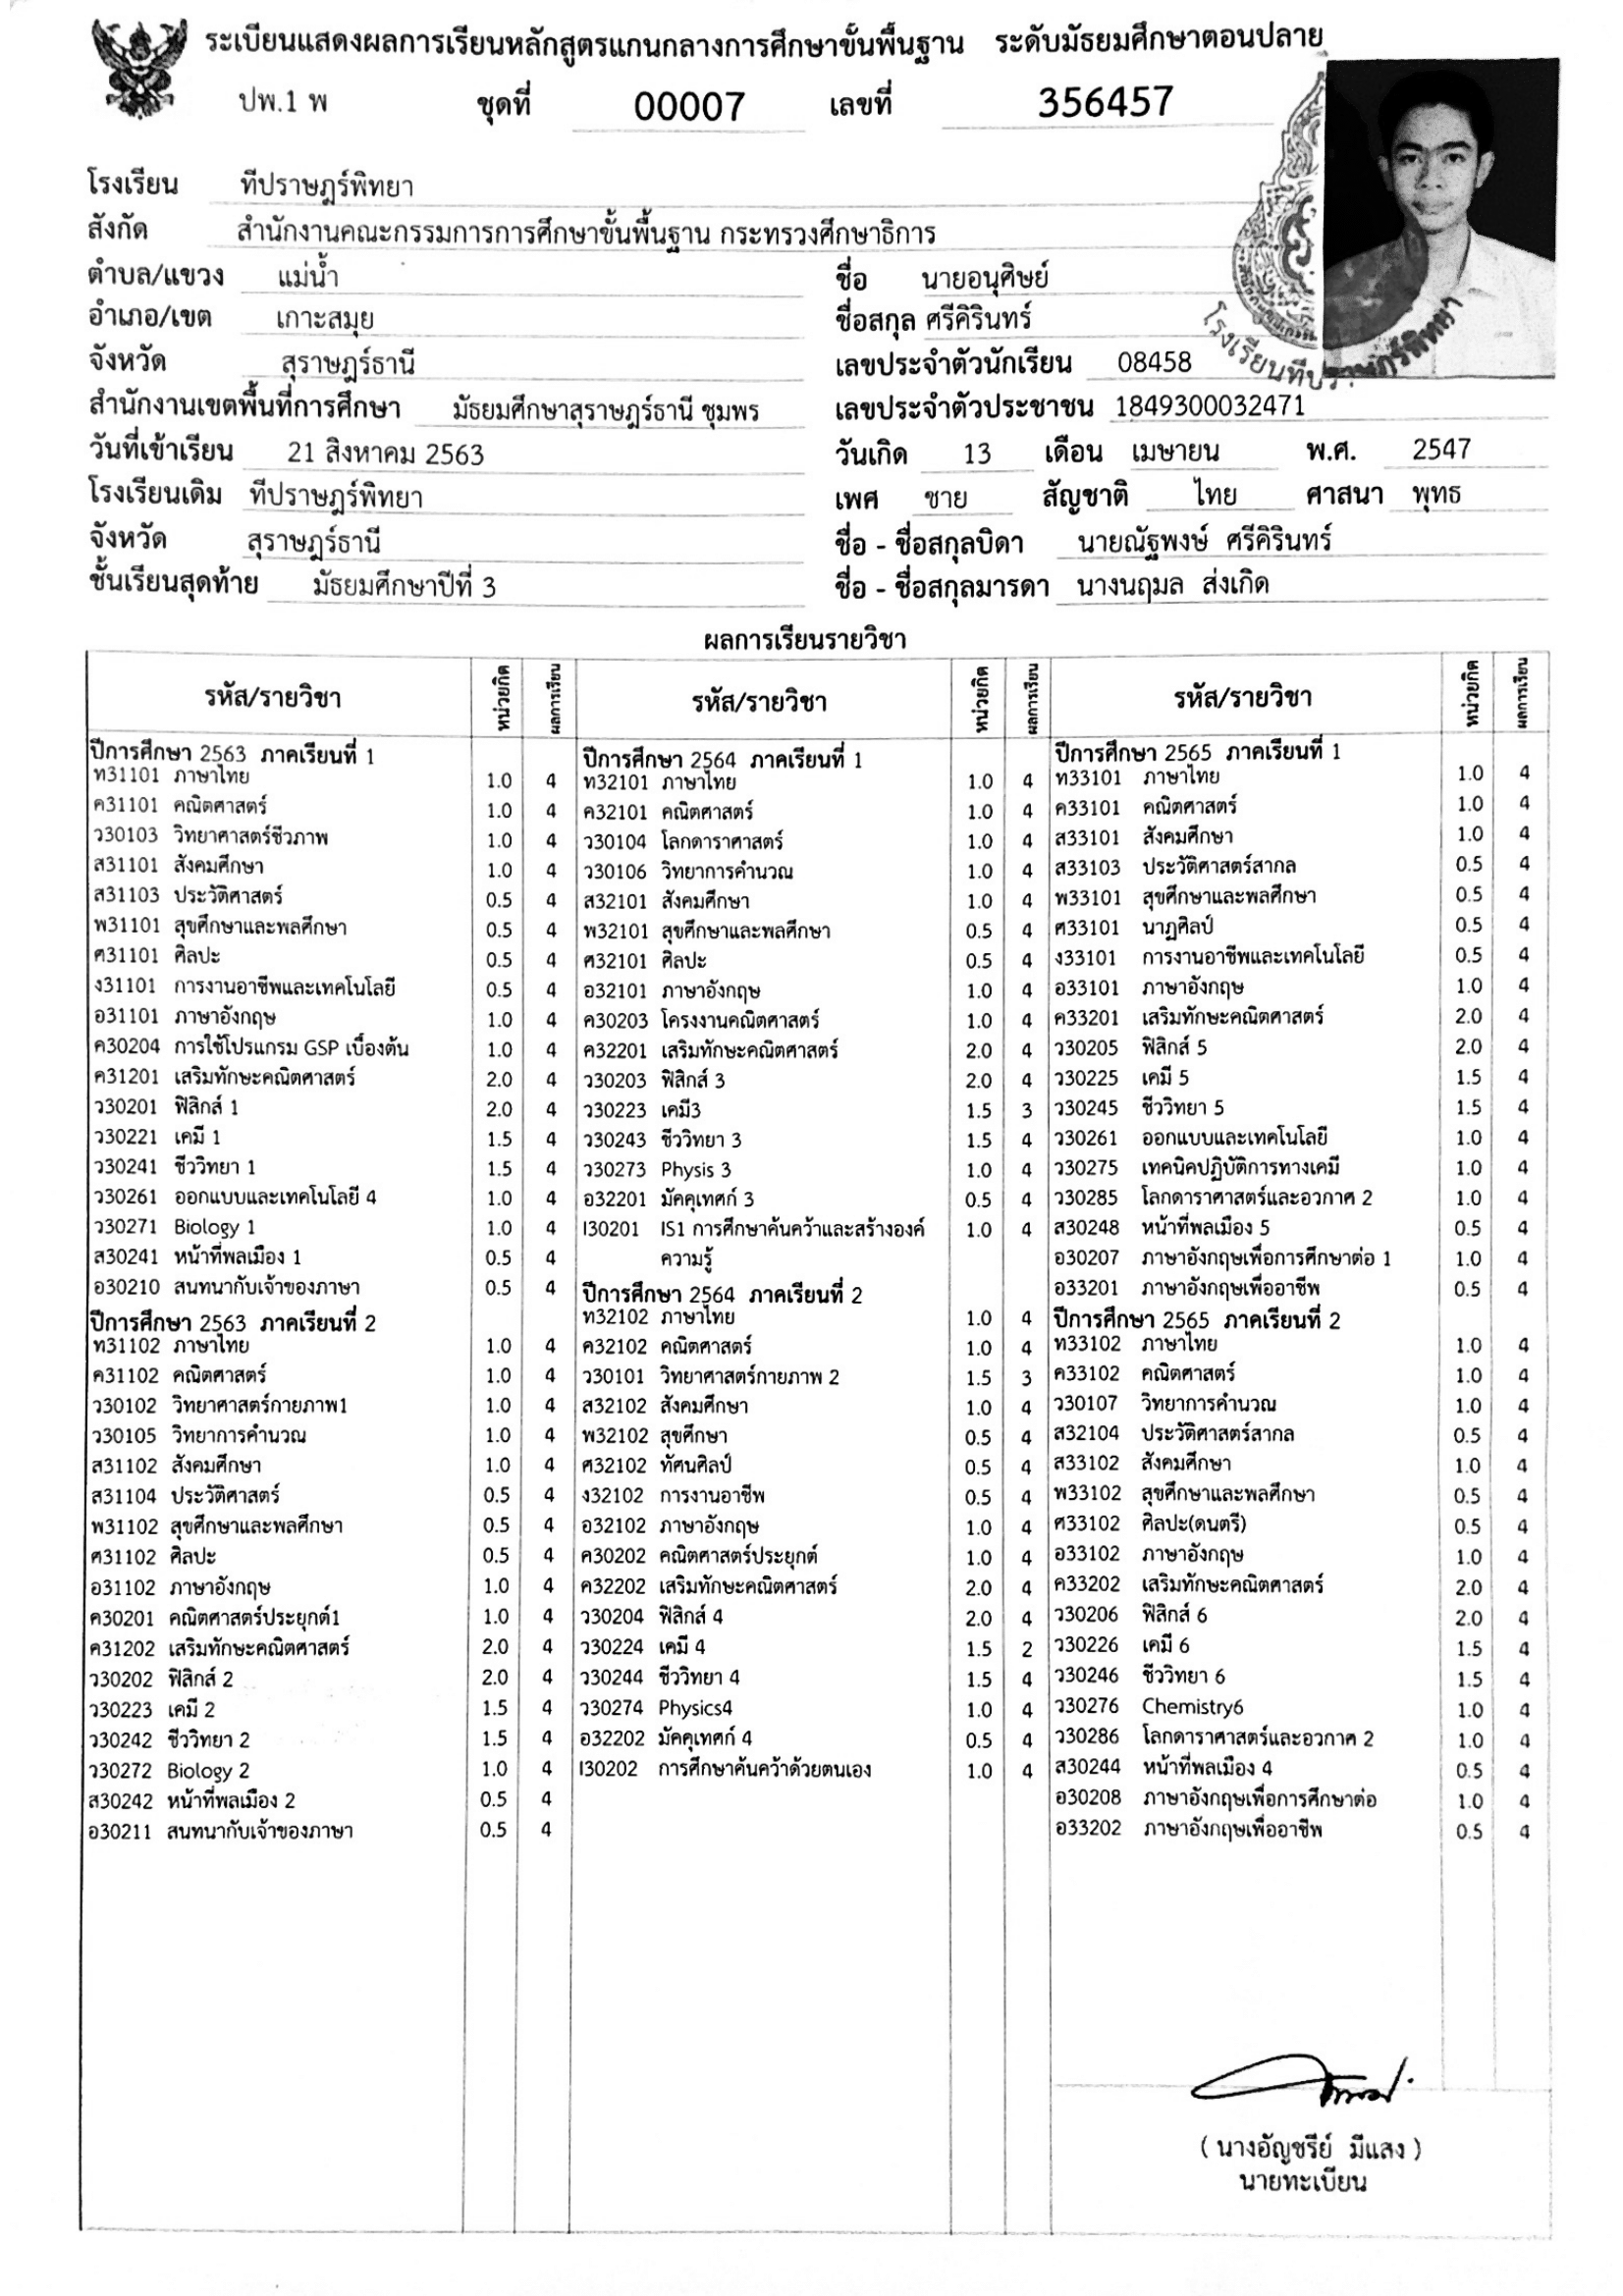 ระเบียนแสดงผลการเรียนหลักสูตรแกนกลางการศึกษาขั้นพื้นฐาน ระดับมัธยมศึกษาตอนปลาย
ปพ.1 พ ชุดที่ 00007 เลขที่ 356457
โรงเรียน ทีปราษฎร์พิทยา
สังกัด สำนักงานคณะกรรมการการศึกษาขั้นพื้นฐาน กระทรวงศึกษาธิการ
ตำบล/แขวง แม่น้ำ
อำเภอ/เขต เกาะสมุย
จังหวัด สุราษฎร์ธานี
สำนักงานเขตพื้นที่การศึกษา มัธยมศึกษาสุราษฎร์ธานี ชุมพร
วันที่เข้าเรียน 21 สิงหาคม 2563
โรงเรียนเดิม ทีปราษฎร์พิทยา
จังหวัด สุราษฎร์ธานี
ชั้นเรียนสุดท้าย มัธยมศึกษาปีที่ 3
ชื่อ นายอนุศิษย์
ชื่อสกุล ศรีคิรินทร์
เลขประจำตัวนักเรียน 08458
เลขประจำตัวประชาชน 1849300032471
วันเกิด 13 เดือน เมษายน พ.ศ. 2547
เพศ ชาย สัญชาติ ไทย ศาสนา พุทธ
ชื่อ - ชื่อสกุลบิดา นายณัฐพงษ์ ศรีคิรินทร์
ชื่อ - ชื่อสกุลมารดา นางนฤมล ส่งเกิด
โรงเรียนทีปราษฎร์พิทยา
ผลการเรียนรายวิชา
รหัส/รายวิชา หน่วยกิต ผลการเรียน
ปีการศึกษา 2563 ภาคเรียนที่ 1
ท31101 ภาษาไทย 1.0 4
ค31101 คณิตศาสตร์ 1.0 4
ว30103 วิทยาศาสตร์ชีวภาพ 1.0 4
ส31101 สังคมศึกษา 1.0 4
ส31103 ประวัติศาสตร์ 0.5 4
พ31101 สุขศึกษาและพลศึกษา 0.5 4
ศ31101 ศิลปะ 0.5 4
ง31101 การงานอาชีพและเทคโนโลยี 0.5 4
อ31101 ภาษาอังกฤษ 1.0 4
ค30204 การใช้โปรแกรม GSP เบื้องต้น 1.0 4
ค31201 เสริมทักษะคณิตศาสตร์ 2.0 4
ว30201 ฟิสิกส์ 1 2.0 4
ว30221 เคมี 1 1.5 4
ว30241 ชีววิทยา 1 1.5 4
ว30261 ออกแบบและเทคโนโลยี 4 1.0 4
ว30271 Biology 1 1.0 4
ส30241 หน้าที่พลเมือง 1 0.5 4
อ30210 สนทนากับเจ้าของภาษา 0.5 4
ปีการศึกษา 2563 ภาคเรียนที่ 2
ท31102 ภาษาไทย 1.0 4
ค31102 คณิตศาสตร์ 1.0 4
ว30102 วิทยาศาสตร์กายภาพ1 1.0 4
ว30105 วิทยาการคำนวณ 1.0 4
ส31102 สังคมศึกษา 1.0 4
ส31104 ประวัติศาสตร์ 0.5 4
พ31102 สุขศึกษาและพลศึกษา 0.5 4
ศ31102 ศิลปะ 0.5 4
อ31102 ภาษาอังกฤษ 1.0 4
ค30201 คณิตศาสตร์ประยุกต์1 1.0 4
ค31202 เสริมทักษะคณิตศาสตร์ 2.0 4
ว30202 ฟิสิกส์ 2 2.0 4
ว30223 เคมี 2 1.5 4
ว30242 ชีววิทยา 2 1.5 4
ว30272 Biology 2 1.0 4
ส30242 หน้าที่พลเมือง 2 0.5 4
อ30211 สนทนากับเจ้าของภาษา 0.5 4
รหัส/รายวิชา หน่วยกิต ผลการเรียน
ปีการศึกษา 2564 ภาคเรียนที่ 1
ท32101 ภาษาไทย 1.0 4
ค32101 คณิตศาสตร์ 1.0 4
ว30104 โลกดาราศาสตร์ 1.0 4
ว30106 วิทยาการคำนวณ 1.0 4
ส32101 สังคมศึกษา 1.0 4
พ32101 สุขศึกษาและพลศึกษา 0.5 4
ศ32101 ศิลปะ 0.5 4
อ32101 ภาษาอังกฤษ 1.0 4
ค30203 โครงงานคณิตศาสตร์ 1.0 4
ค32201 เสริมทักษะคณิตศาสตร์ 2.0 4
ว30203 ฟิสิกส์ 3 2.0 4
ว30223 เคมี3 1.5 3
ว30243 ชีววิทยา 3 1.5 4
ว30273 Physis 3 1.0 4
อ32201 มัคคุเทศก์ 3 0.5 4
I30201 IS1 การศึกษาค้นคว้าและสร้างองค์ 1.0 4
ความรู้
ปีการศึกษา 2564 ภาคเรียนที่ 2
ท32102 ภาษาไทย 1.0 4
ค32102 คณิตศาสตร์ 1.0 4
ว30101 วิทยาศาสตร์กายภาพ 2 1.5 3
ส32102 สังคมศึกษา 1.0 4
พ32102 สุขศึกษา 0.5 4
ศ32102 ทัศนศิลป์ 0.5 4
ง32102 การงานอาชีพ 0.5 4
อ32102 ภาษาอังกฤษ 1.0 4
ค30202 คณิตศาสตร์ประยุกต์ 1.0 4
ค32202 เสริมทักษะคณิตศาสตร์ 2.0 4
ว30204 ฟิสิกส์ 4 2.0 4
ว30224 เคมี 4 1.5 2
ว30244 ชีววิทยา 4 1.5 4
ว30274 Physics4 1.0 4
อ32202 มัคคุเทศก์ 4 0.5 4
I30202 การศึกษาค้นคว้าด้วยตนเอง 1.0 4
รหัส/รายวิชา หน่วยกิต ผลการเรียน
ปีการศึกษา 2565 ภาคเรียนที่ 1
ท33101 ภาษาไทย 1.0 4
ค33101 คณิตศาสตร์ 1.0 4
ส33101 สังคมศึกษา 1.0 4
ส33103 ประวัติศาสตร์สากล 0.5 4
พ33101 สุขศึกษาและพลศึกษา 0.5 4
ศ33101 นาฏศิลป์ 0.5 4
ง33101 การงานอาชีพและเทคโนโลยี 0.5 4
อ33101 ภาษาอังกฤษ 1.0 4
ค33201 เสริมทักษะคณิตศาสตร์ 2.0 4
ว30205 ฟิสิกส์ 5 2.0 4
ว30225 เคมี 5 1.5 4
ว30245 ชีววิทยา 5 1.5 4
ว30261 ออกแบบและเทคโนโลยี 1.0 4
ว30275 เทคนิคปฏิบัติการทางเคมี 1.0 4
ว30285 โลกดาราศาสตร์และอวกาศ 2 1.0 4
ส30248 หน้าที่พลเมือง 5 0.5 4
อ30207 ภาษาอังกฤษเพื่อการศึกษาต่อ 1 1.0 4
อ33201 ภาษาอังกฤษเพื่ออาชีพ 0.5 4
ปีการศึกษา 2565 ภาคเรียนที่ 2
ท33102 ภาษาไทย 1.0 4
ค33102 คณิตศาสตร์ 1.0 4
ว30107 วิทยาการคำนวณ 1.0 4
ส32104 ประวัติศาสตร์สากล 0.5 4
ส33102 สังคมศึกษา 1.0 4
พ33102 สุขศึกษาและพลศึกษา 0.5 4
ศ33102 ศิลปะ(ดนตรี) 0.5 4
อ33102 ภาษาอังกฤษ 1.0 4
ค33202 เสริมทักษะคณิตศาสตร์ 2.0 4
ว30206 ฟิสิกส์ 6 2.0 4
ว30226 เคมี 6 1.5 4
ว30246 ชีววิทยา 6 1.5 4
ว30276 Chemistry6 1.0 4
ว30286 โลกดาราศาสตร์และอวกาศ 2 1.0 4
ส30244 หน้าที่พลเมือง 4 0.5 4
อ30208 ภาษาอังกฤษเพื่อการศึกษาต่อ 1.0 4
อ33202 ภาษาอังกฤษเพื่ออาชีพ 0.5 4
( นางอัญชรีย์ มีแสง )
นายทะเบียน